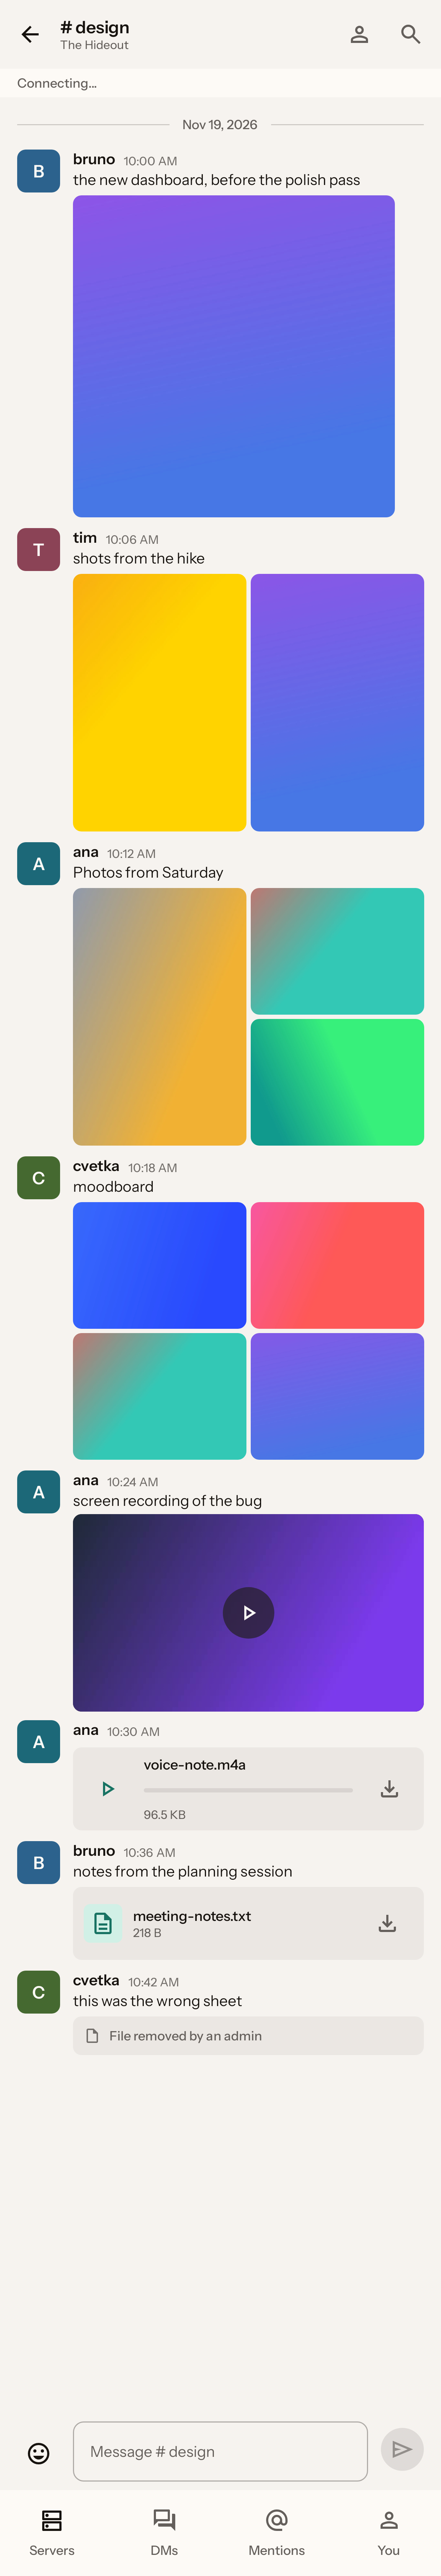 # design
The Hideout
Connecting...
Nov 19, 2026
B
bruno 10:00 AM
the new dashboard, before the polish pass
T
tim 10:06 AM
shots from the hike
A
ana 10:12 AM
Photos from Saturday
C
cvetka 10:18 AM
moodboard
A
ana 10:24 AM
screen recording of the bug
A
ana 10:30 AM
voice-note.m4a
96.5 KB
B
bruno 10:36 AM
notes from the planning session
meeting-notes.txt
218 B
C
cvetka 10:42 AM
this was the wrong sheet
File removed by an admin
Message # design
Servers DMs Mentions You